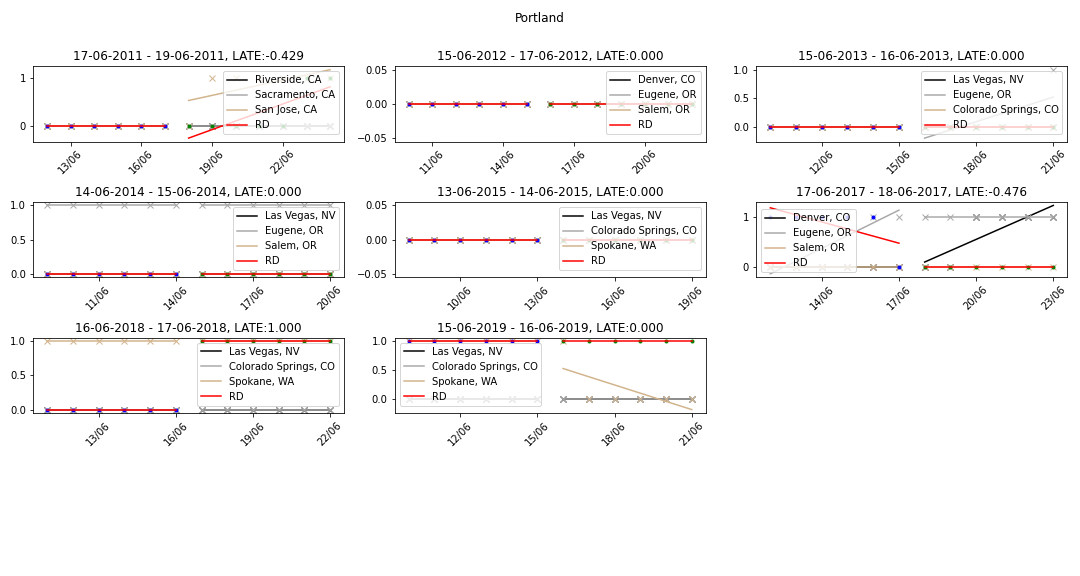 Portland
17-06-2011 - 19-06-2011, LATE:-0.429
1
0
Riverside, CA
Sacramento, CA
San Jose, CA
RD
13/06
16/06
19/06
22/06
15-06-2012 - 17-06-2012, LATE:0.000
0.05
0.00
−0.05
Denver, CO
Eugene, OR
Salem, OR
RD
11/06
14/06
17/06
20/06
15-06-2013 - 16-06-2013, LATE:0.000
1.0
0.5
0.0
Las Vegas, NV
Eugene, OR
Colorado Springs, CO
RD
12/06
15/06
18/06
21/06
14-06-2014 - 15-06-2014, LATE:0.000
1.0
0.5
0.0
Las Vegas, NV
Eugene, OR
Salem, OR
RD
11/06
14/06
17/06
20/06
13-06-2015 - 14-06-2015, LATE:0.000
0.05
0.00
−0.05
Las Vegas, NV
Colorado Springs, CO
Spokane, WA
RD
10/06
13/06
16/06
19/06
17-06-2017 - 18-06-2017, LATE:-0.476
1
0
Denver, CO
Eugene, OR
Salem, OR
RD
14/06
17/06
20/06
23/06
16-06-2018 - 17-06-2018, LATE:1.000
1.0
0.5
0.0
Las Vegas, NV
Colorado Springs, CO
Spokane, WA
RD
13/06
16/06
19/06
22/06
15-06-2019 - 16-06-2019, LATE:0.000
1.0
0.5
0.0
Las Vegas, NV
Colorado Springs, CO
Spokane, WA
RD
12/06
15/06
18/06
21/06